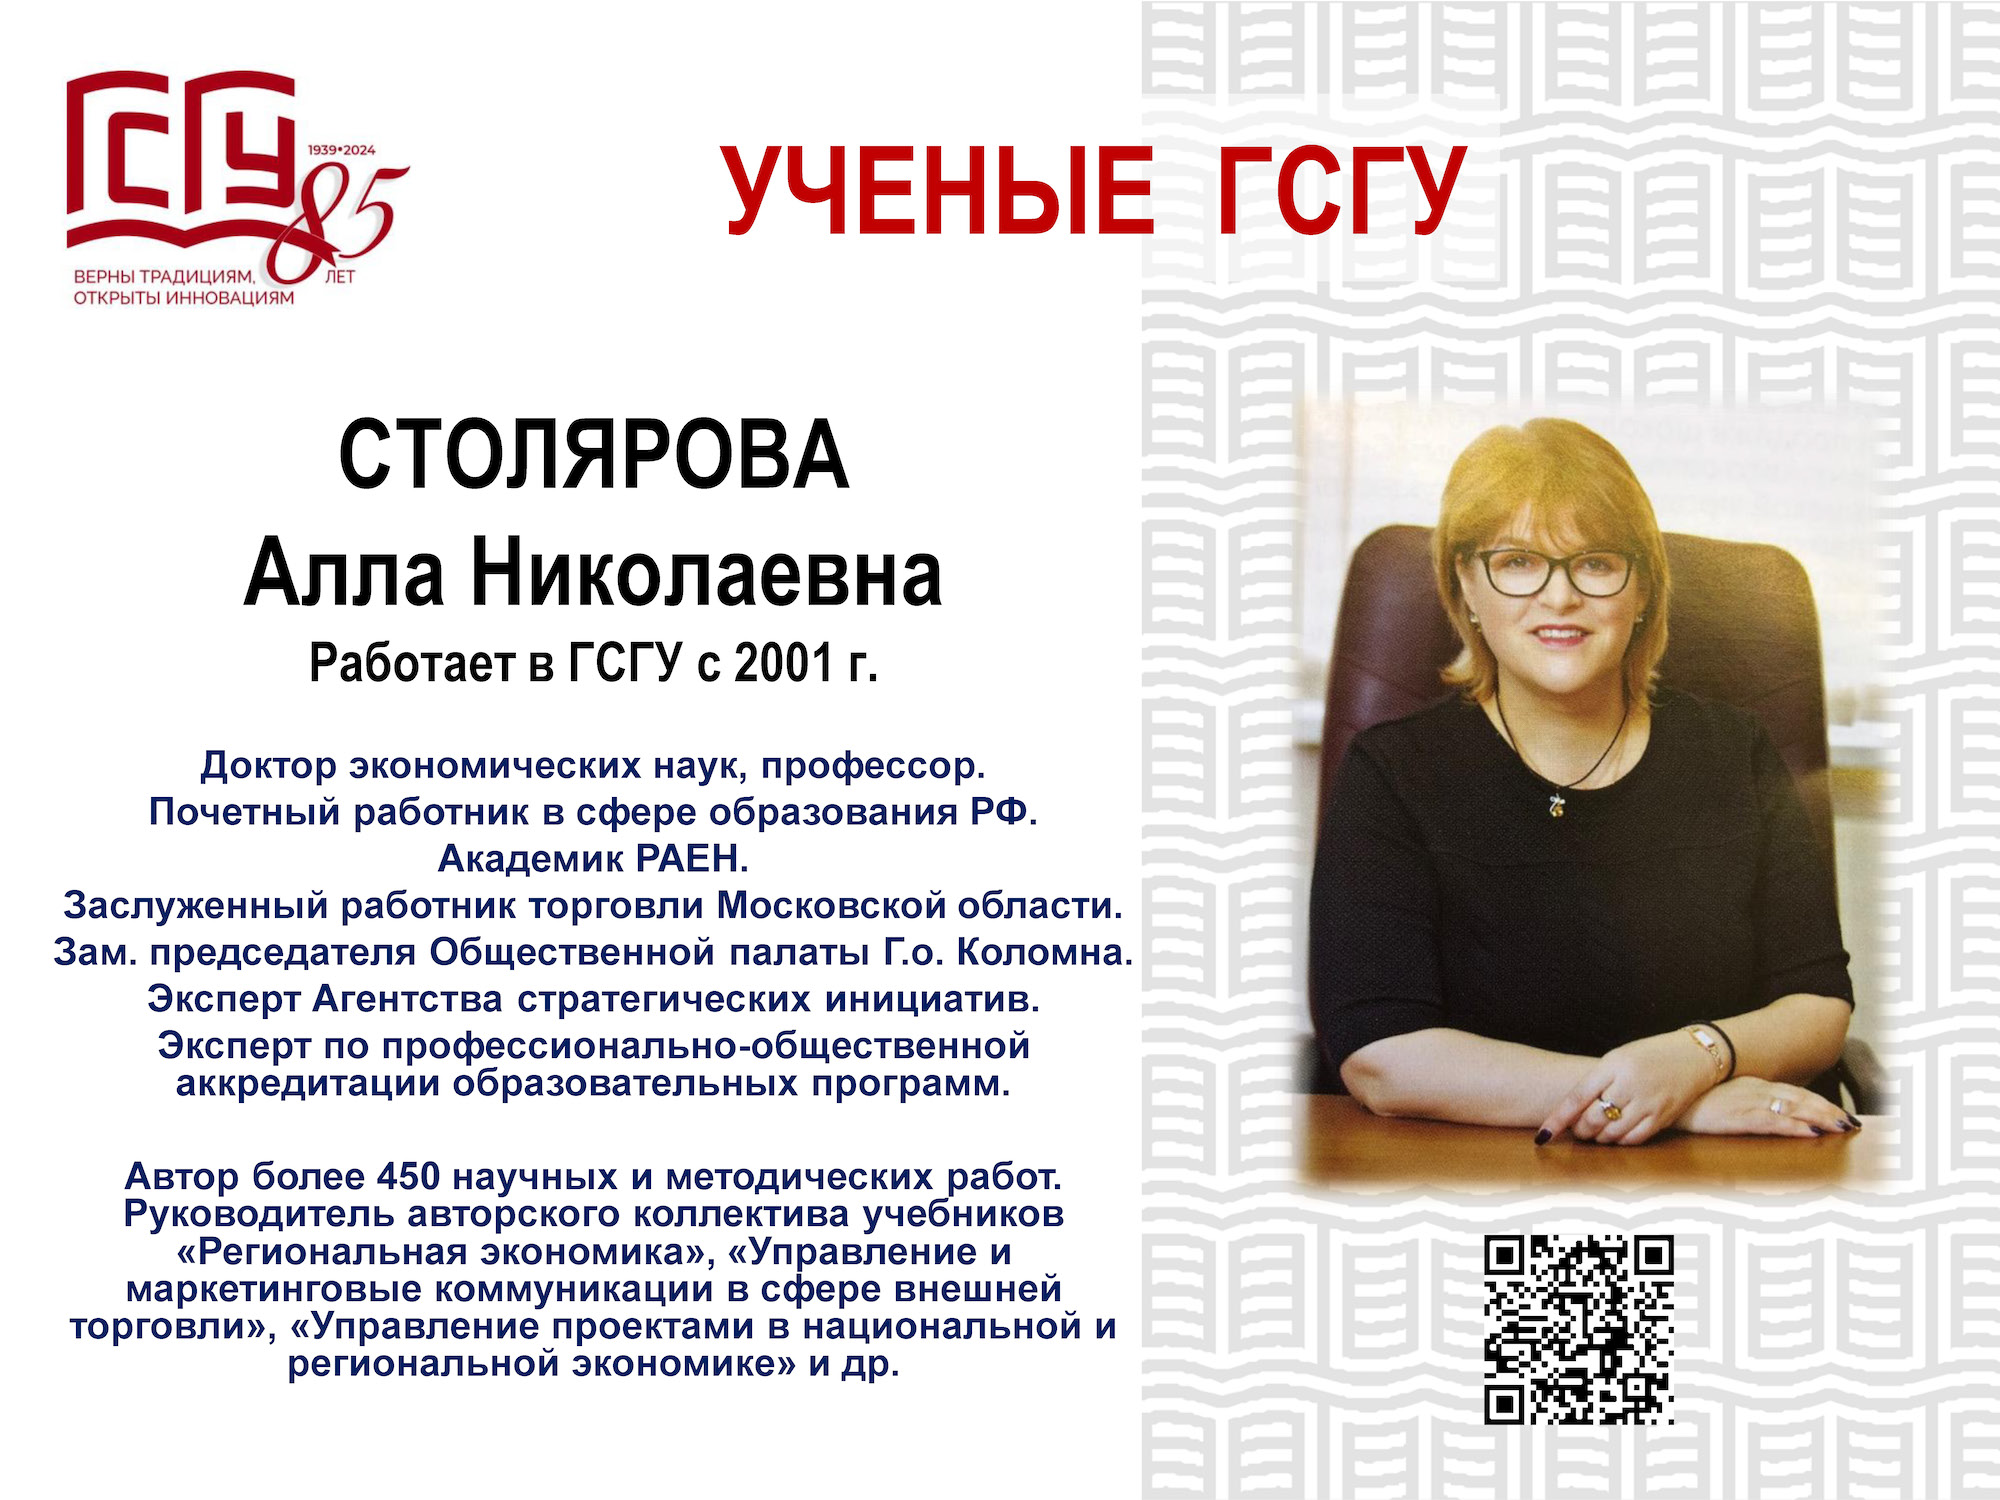 ГСГУ
1939•2024
85
ВЕРНЫ ТРАДИЦИЯМ, ЛЕТ
ОТКРЫТЫ ИННОВАЦИЯМ
УЧЕНЫЕ ГСГУ
СТОЛЯРОВА
Алла Николаевна
Работает в ГСГУ с 2001 г.
Доктор экономических наук, профессор.
Почетный работник в сфере образования РФ.
Академик РАЕН.
Заслуженный работник торговли Московской области.
Зам. председателя Общественной палаты Г.о. Коломна.
Эксперт Агентства стратегических инициатив.
Эксперт по профессионально-общественной
аккредитации образовательных программ.
Автор более 450 научных и методических работ.
Руководитель авторского коллектива учебников
«Региональная экономика», «Управление и
маркетинговые коммуникации в сфере внешней
торговли», «Управление проектами в национальной и
региональной экономике» и др.